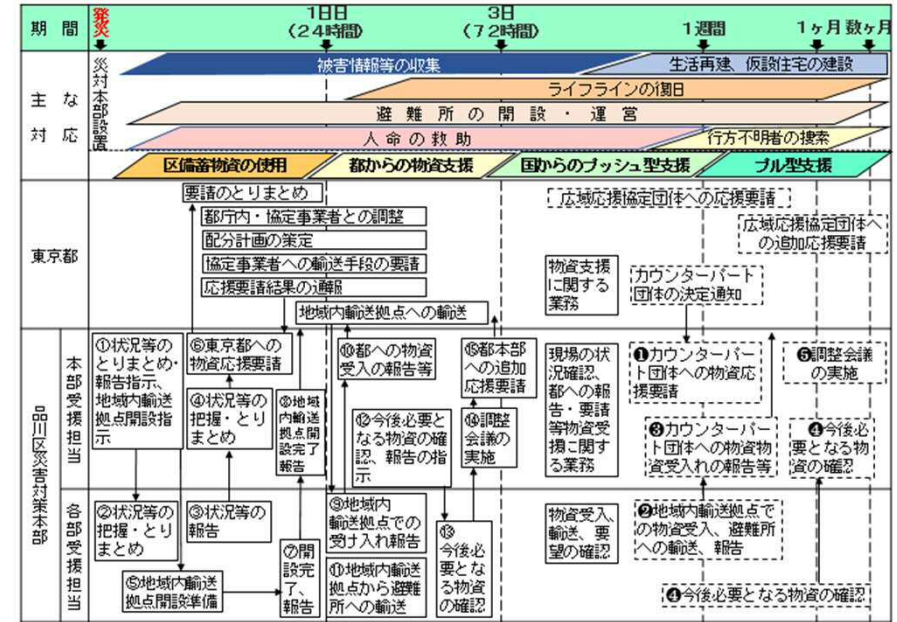 期 間
発災
1日目
(24時間)
3日
(72時間)
1週間
1ヶ月
数ヶ月
主な
対応
災対本部設置
被害情報等の収集
生活再建、仮設住宅の建設
ライフラインの復旧
避難所の開設・運営
人命の救助
行方不明者の捜索
区備蓄物資の使用
都からの物資支援
国からのプッシュ型支援
プル型支援
東京都
要請のとりまとめ
都庁内・協定事業者との調整
配分計画の策定
協定事業者への輸送手段の要請
応援要請結果の通報
地域内輸送拠点への輸送
広域応援協定団体への応援要請
広域応援協定団体へ
の追加応援要請
物資支援
に関する
業務
カウンターパート
団体の決定通知
品川区災害対策本部
本部受援担当
①状況等の
とりまとめ・
報告指示、
地域内輸送
拠点開設指
示
⑥東京都への
物資応援要請
④状況等の
把握・とり
まとめ
⑧地域
内輸送
拠点開
設完了
報告
⑩都への物資
受入の報告等
⑫今後必要と
なる物資の確
認、報告の指
示
⑮都本部
への追加
応援要請
⑭調整
会議の
実施
現場の状
況確認、
都への報
告・要請
等物資受
援に関す
る業務
❶カウンターパー
ト団体への物資応
援要請
❸カウンターパー
ト団体への物資物
資受入れの報告等
❺調整会議
の実施
❹今後必
要となる物
資の確認
各部受援担当
②状況等の
把握・とり
まとめ
③状況等の
報告
⑤地域内輸送
拠点開設準備
⑦開
設完
了、
報告
⑨地域内
輸送拠点での
受け入れ報告
⑪地域内輸送
拠点から避難
所への輸送
⑬
今後必
要とな
る物資
の確認
物資受入、
輸送、要
望の確認
❷地域内輸送拠点で
の物資受入、避難所
への輸送、報告
❹今後必要となる物資の確認